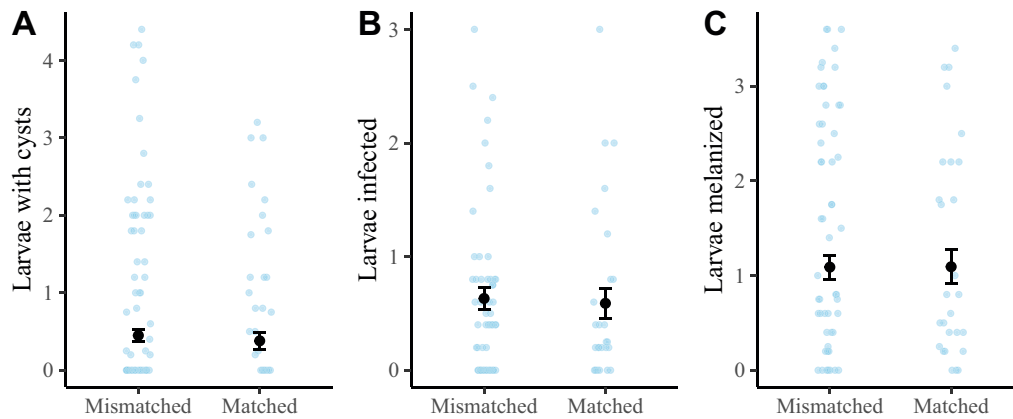 A
Larvae with cysts
4
3
2
1
0
Mismatched
Matched
B
Larvae infected
3
2
1
0
Mismatched
Matched
C
Larvae melanized
3
2
1
0
Mismatched
Matched